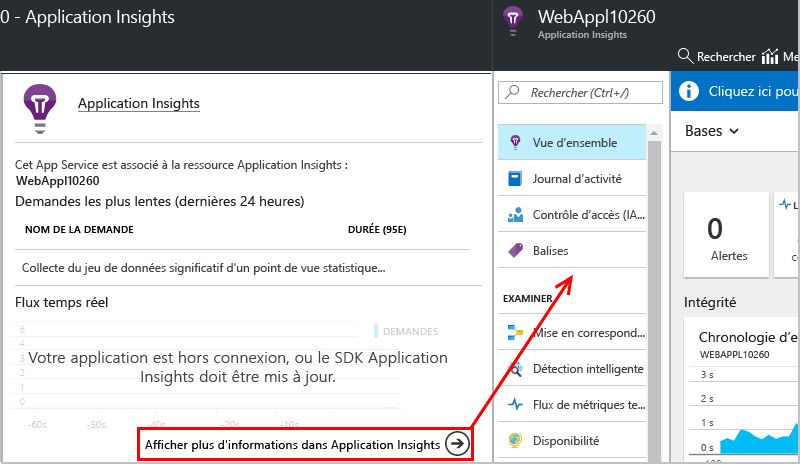 0 - Application Insights
Application Insights
Cet App Service est associé à la ressource Application Insights :
WebAppl10260
Demandes les plus lentes (dernières 24 heures)
NOM DE LA DEMANDE DURÉE (95E)
Collecte du jeu de données significatif d'un point de vue statistique...
Flux temps réel
6
5
4
3
2
1
0
DEMANDES
Votre application est hors connexion, ou le SDK Application
Insights doit être mis à jour.
-60s. -50s. -40s. -20s. -10s.
Afficher plus d'informations dans Application Insights
WebAppl10260
Application Insights
Rechercher Me
Rechercher (Ctrl+/)
Vue d'ensemble
Journal d'activité
Contrôle d'accès (IA...
Balises
EXAMINER
Mise en correspond...
Détection intelligente
Flux de métriques te...
Disponibilité
Cliquez ici pou
Bases
0
Alertes
Intégrité
Chronologie d'e
WEBAPPL10260
3 s
2 s
1 s
0 s